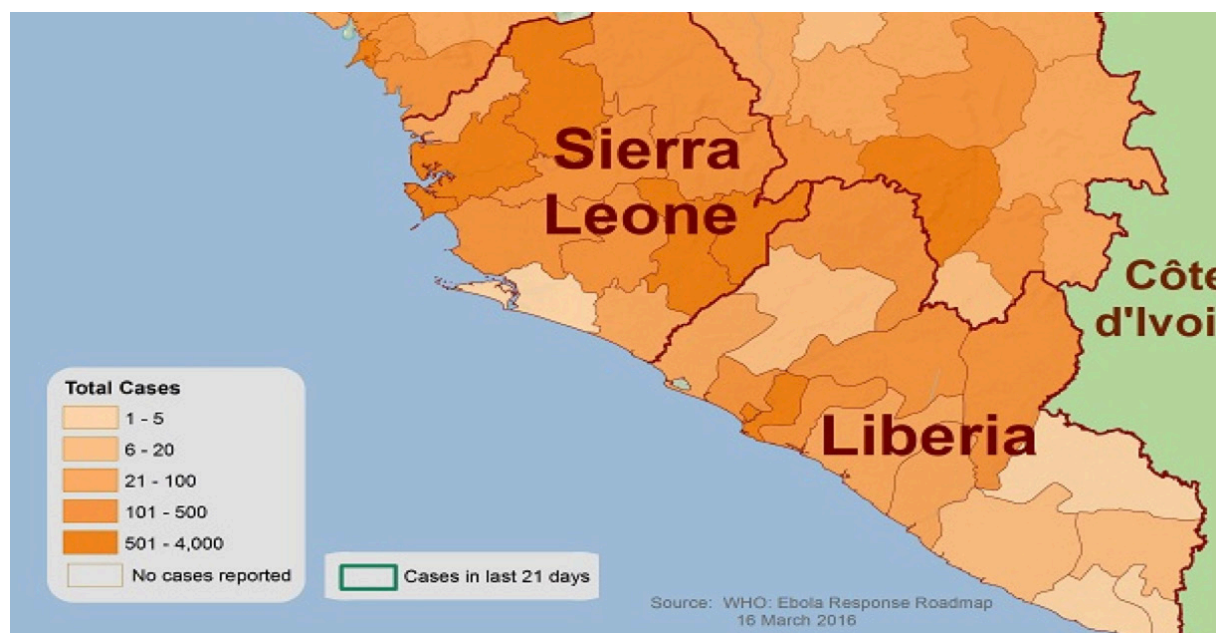 Sierra
Leone
Côte
d'Ivoi
Liberia
Total Cases
1 - 5
6 - 20
21 - 100
101 - 500
501 - 4,000
No cases reported
Cases in last 21 days
Source: WHO: Ebola Response Roadmap
16 March 2016